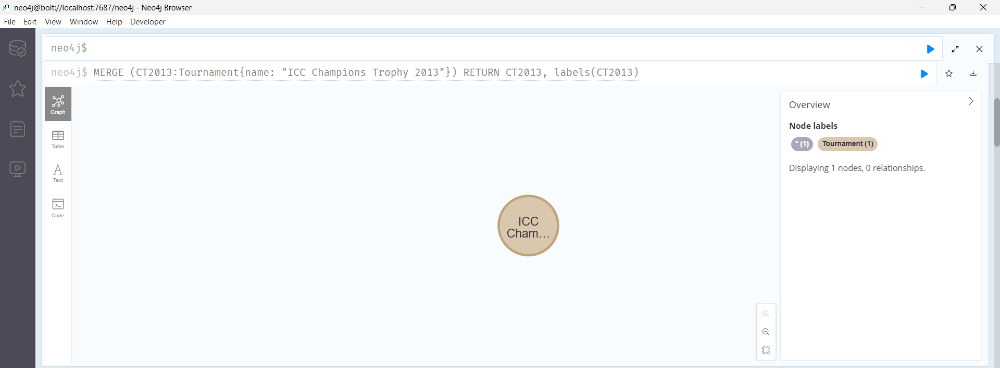 neo4j@bolt://localhost:7687/neo4j - Neo4j Browser
File Edit View Window Help Developer
neo4j$
neo4j$ MERGE (CT2013:Tournament{name: "ICC Champions Trophy 2013"}) RETURN CT2013, labels(CT2013)
Graph
Table
Text
Code
ICC
Cham...
Overview
Node labels
* (1) Tournament (1)
Displaying 1 nodes, 0 relationships.